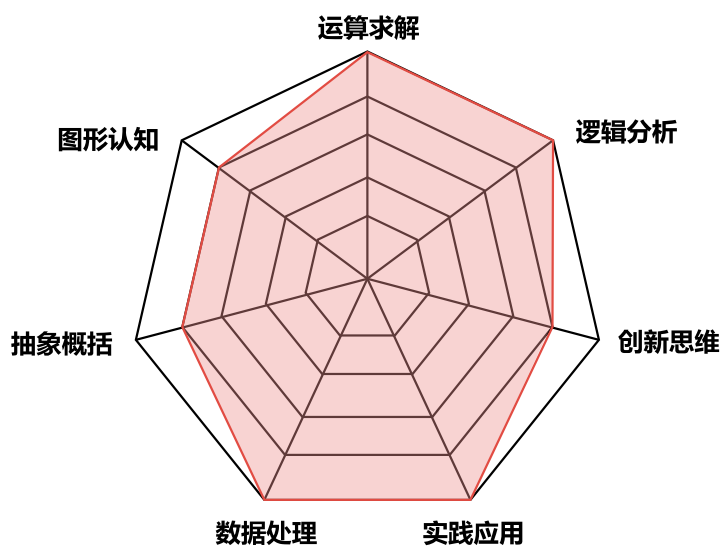 运算求解
图形认知
逻辑分析
抽象概括
创新思维
数据处理
实践应用